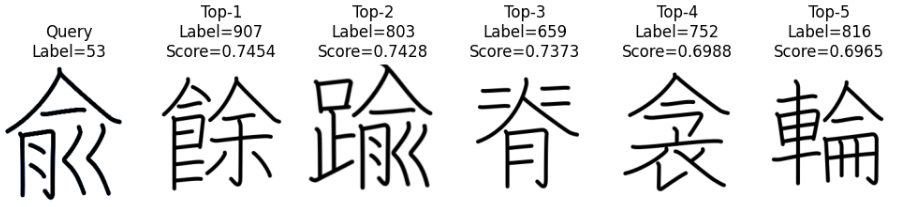 Query
Label=53
兪
Top-1
Label=907
Score=0.7454
餘
Top-2
Label=803
Score=0.7428
踰
Top-3
Label=659
Score=0.7373
脊
Top-4
Label=752
Score=0.6988
衾
Top-5
Label=816
Score=0.6965
輪